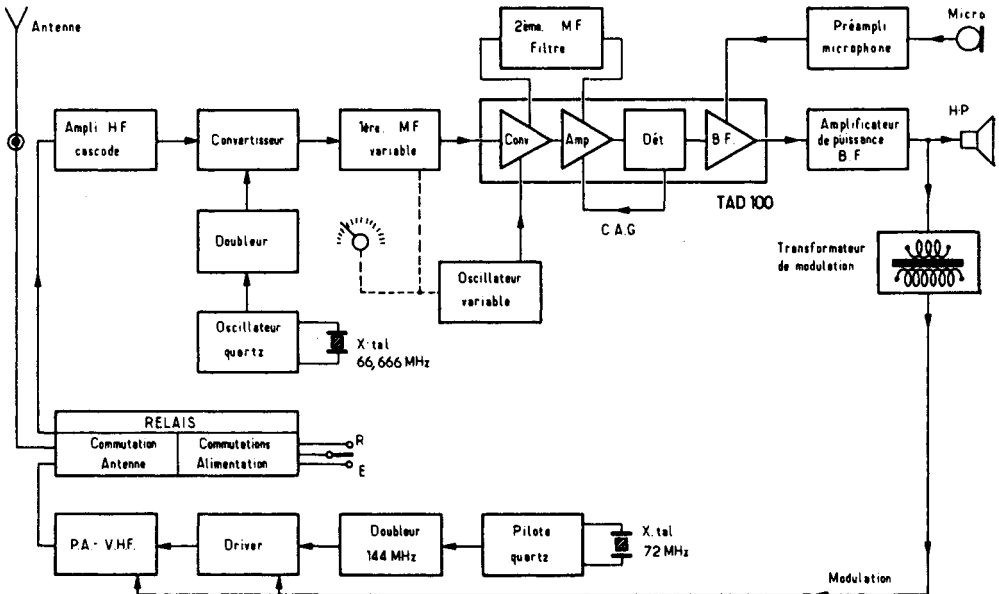 Antenne
2ème. MF
Filtre
Préampli
microphone
Micro
Ampli H.F
cascode
Convertisseur
1ère. MF
variable
Conv
Amp
Dét
B.F.
Amplificateur
de puissance
B.F
H-P
TAD 100
C.A.G
Doubleur
Oscillateur
variable
Transformateur
de modulation
Oscillateur
quartz
X-tal
66,666 MHz
RELAIS
Commutation
Antenne
Commutations
Alimentation
R
E
P.A.- V.H.F.
Driver
Doubleur
144 MHz
Pilote
quartz
X.tal
72 MHz
Modulation